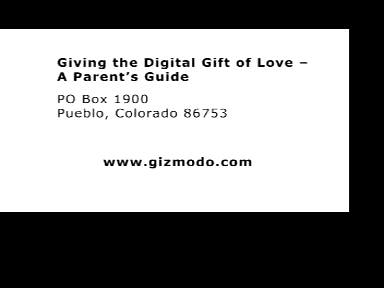 Giving the Digital Gift of Love –
A Parent's Guide
PO Box 1900
Pueblo, Colorado 86753
www.gizmodo.com